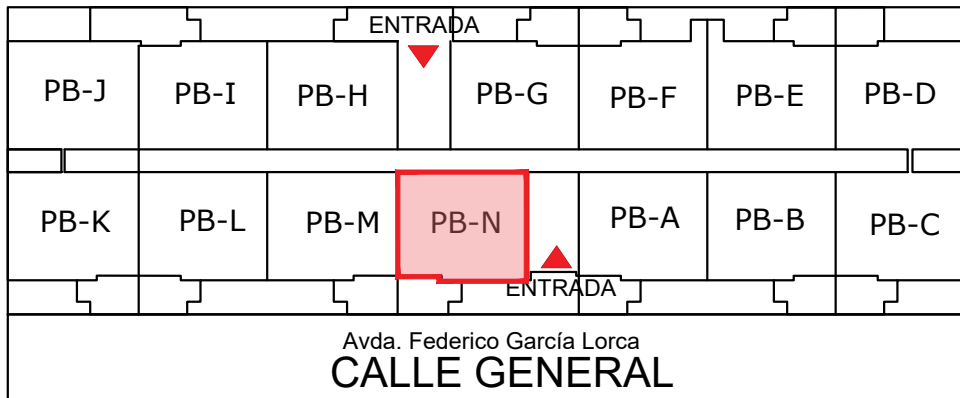 ENTRADA
PB-J PB-I PB-H PB-G PB-F PB-E PB-D
PB-K PB-L PB-M PB-N PB-A PB-B PB-C
ENTRADA
Avda. Federico García Lorca
CALLE GENERAL